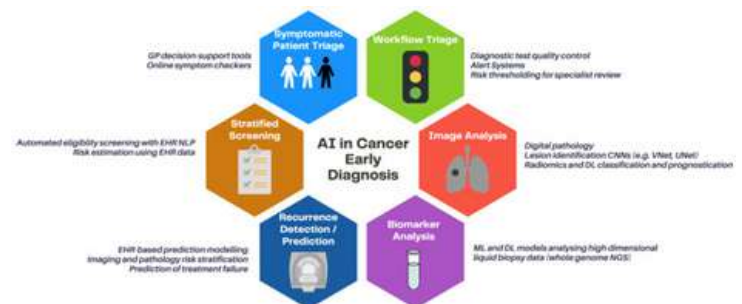 Symptomatic
Patient Triage
GP decision support tools
Online symptom checkers
Workflow Triage
Diagnostic test quality control
Alert Systems
Risk thresholding for specialist review
Stratified
Screening
Automated eligibility screening with EHR NLP
Risk estimation using EHR data
AI in Cancer
Early
Diagnosis
Image Analysis
Digital pathology
Lesion identification CNNs (e.g. VNet, UNet)
Radiomics and DL classification and prognostication
Recurrence
Detection /
Prediction
EHR-based prediction modelling
Imaging and pathology risk stratification
Prediction of treatment failure
Biomarker
Analysis
ML and DL models analysing high dimensional
liquid biopsy data (whole genome NGS)